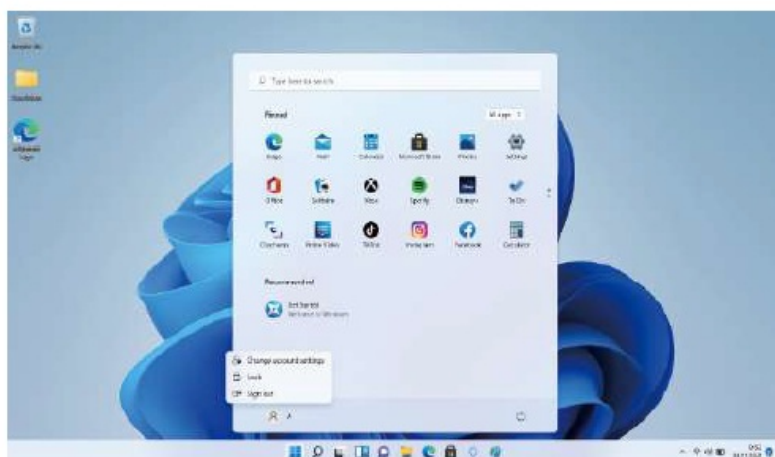 Type here to search
Pinned
All apps
Edge
Mail
Calendar
Microsoft Store
Photos
Settings
Office
Solitaire
Xbox
Spotify
Disney+
To Do
Prime Video
TikTok
Instagram
Facebook
Calculator
Recommended
Get Started
Welcome to Windows
Change account settings
Lock
Sign out